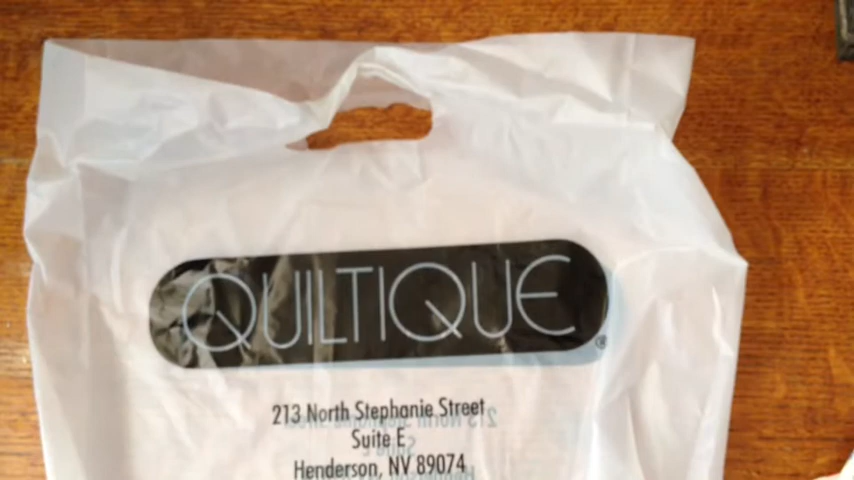 QUILTIQUE
®
213 North Stephanie Street
Suite E
Henderson, NV 89074